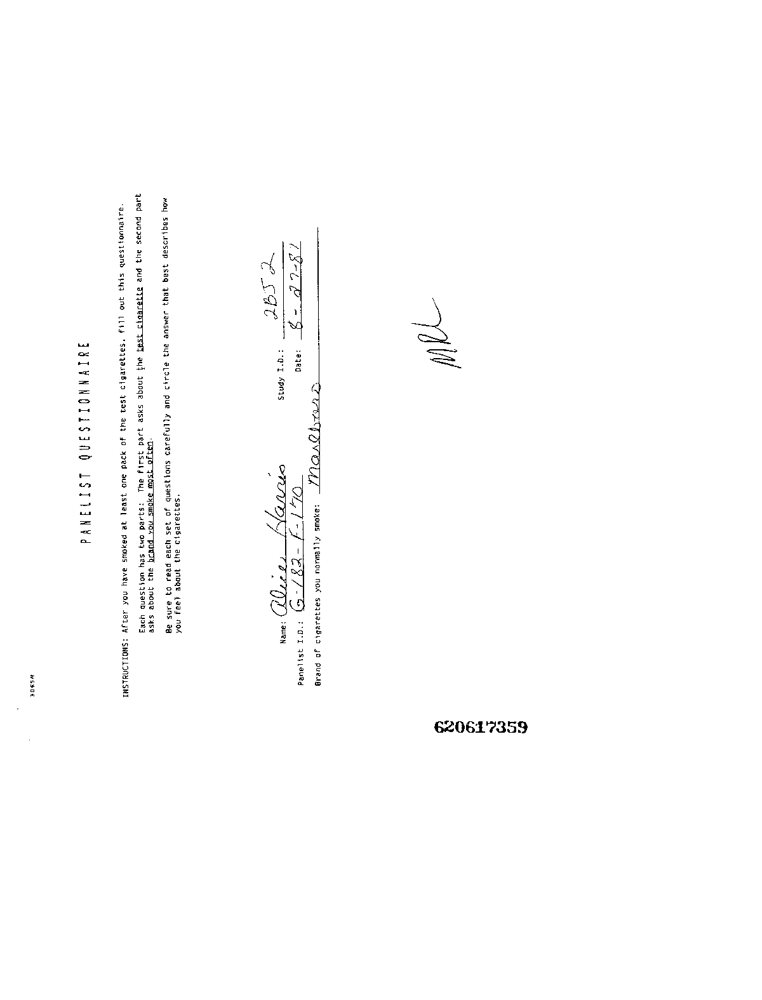 PANELIST QUESTIONNAIRE
INSTRUCTIONS: After you have smoked at least one pack of the test cigarettes, fill out this questionnaire.
Each question has two parts: The first part asks about the test cigarette and the second part
asks about the brand you smoke most often.
Be sure to read each set of questions carefully and circle the answer that best describes how
you feel about the cigarettes.
Name: Alice Harris Study I.D.: 2B52
Panelist I.D.: G-182-F-170 Date: 8-27-81
Brand of cigarettes you normally smoke: Marlboro
620617359